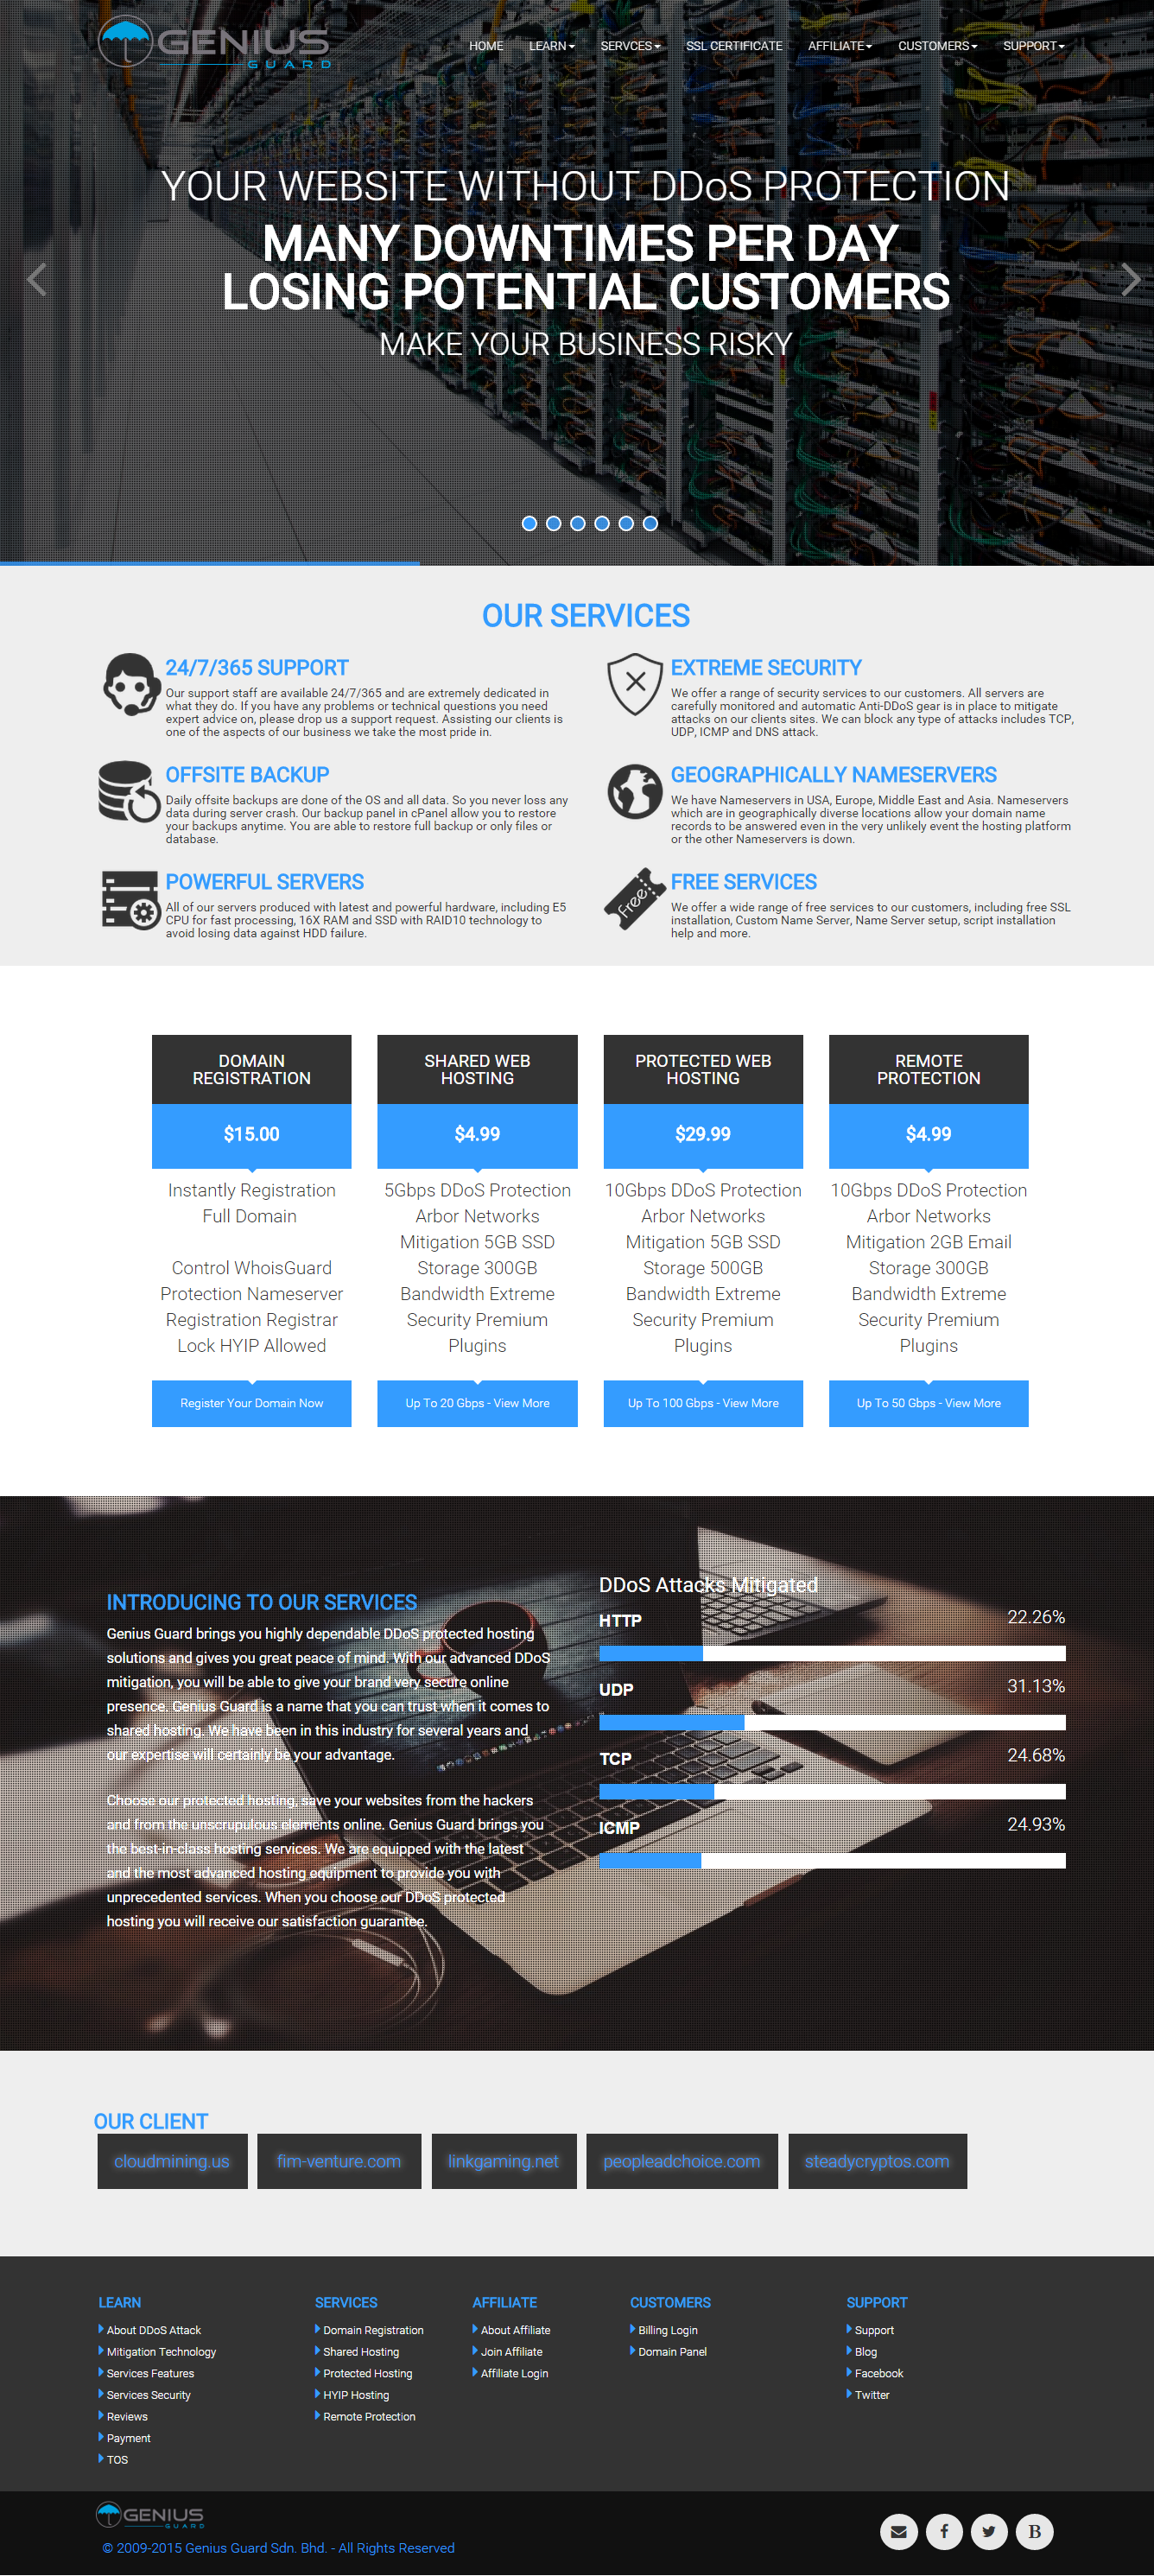 GENIUS
GUARD
HOME LEARN SERVCES SSL CERTIFICATE AFFILIATE CUSTOMERS SUPPORT
YOUR WEBSITE WITHOUT DDoS PROTECTION
MANY DOWNTIMES PER DAY
LOSING POTENTIAL CUSTOMERS
MAKE YOUR BUSINESS RISKY
OUR SERVICES
24/7/365 SUPPORT
Our support staff are available 24/7/365 and are extremely dedicated in
what they do. If you have any problems or technical questions you need
expert advice on, please drop us a support request. Assisting our clients is
one of the aspects of our business we take the most pride in.
EXTREME SECURITY
We offer a range of security services to our customers. All servers are
carefully monitored and automatic Anti-DDoS gear is in place to mitigate
attacks on our clients sites. We can block any type of attacks includes TCP,
UDP, ICMP and DNS attack.
OFFSITE BACKUP
Daily offsite backups are done of the OS and all data. So you never loss any
data during server crash. Our backup panel in cPanel allow you to restore
your backups anytime. You are able to restore full backup or only files or
database.
GEOGRAPHICALLY NAMESERVERS
We have Nameservers in USA, Europe, Middle East and Asia. Nameservers
which are in geographically diverse locations allow your domain name
records to be answered even in the very unlikely event the hosting platform
or the other Nameservers is down.
POWERFUL SERVERS
All of our servers produced with latest and powerful hardware, including E5
CPU for fast processing, 16X RAM and SSD with RAID10 technology to
avoid losing data against HDD failure.
Free
FREE SERVICES
We offer a wide range of free services to our customers, including free SSL
installation, Custom Name Server, Name Server setup, script installation
help and more.
DOMAIN
REGISTRATION
$15.00
Instantly Registration
Full Domain
Control WhoisGuard
Protection Nameserver
Registration Registrar
Lock HYIP Allowed
Register Your Domain Now
SHARED WEB
HOSTING
$4.99
5Gbps DDoS Protection
Arbor Networks
Mitigation 5GB SSD
Storage 300GB
Bandwidth Extreme
Security Premium
Plugins
Up To 20 Gbps - View More
PROTECTED WEB
HOSTING
$29.99
10Gbps DDoS Protection
Arbor Networks
Mitigation 5GB SSD
Storage 500GB
Bandwidth Extreme
Security Premium
Plugins
Up To 100 Gbps - View More
REMOTE
PROTECTION
$4.99
10Gbps DDoS Protection
Arbor Networks
Mitigation 2GB Email
Storage 300GB
Bandwidth Extreme
Security Premium
Plugins
Up To 50 Gbps - View More
INTRODUCING TO OUR SERVICES
Genius Guard brings you highly dependable DDoS protected hosting
solutions and gives you great peace of mind. With our advanced DDoS
mitigation, you will be able to give your brand very secure online
presence. Genius Guard is a name that you can trust when it comes to
shared hosting. We have been in this industry for several years and
our expertise will certainly be your advantage.
Choose our protected hosting, save your websites from the hackers
and from the unscrupulous elements online. Genius Guard brings you
the best-in-class hosting services. We are equipped with the latest
and the most advanced hosting equipment to provide you with
unprecedented services. When you choose our DDoS protected
hosting you will receive our satisfaction guarantee.
DDoS Attacks Mitigated
HTTP 22.26%
UDP 31.13%
TCP 24.68%
ICMP 24.93%
OUR CLIENT
cloudmining.us fim-venture.com linkgaming.net peopleadchoice.com steadycryptos.com
LEARN
About DDoS Attack
Mitigation Technology
Services Features
Services Security
Reviews
Payment
TOS
SERVICES
Domain Registration
Shared Hosting
Protected Hosting
HYIP Hosting
Remote Protection
AFFILIATE
About Affiliate
Join Affiliate
Affiliate Login
CUSTOMERS
Billing Login
Domain Panel
SUPPORT
Support
Blog
Facebook
Twitter
GENIUS
GUARD
© 2009-2015 Genius Guard Sdn. Bhd. - All Rights Reserved
B